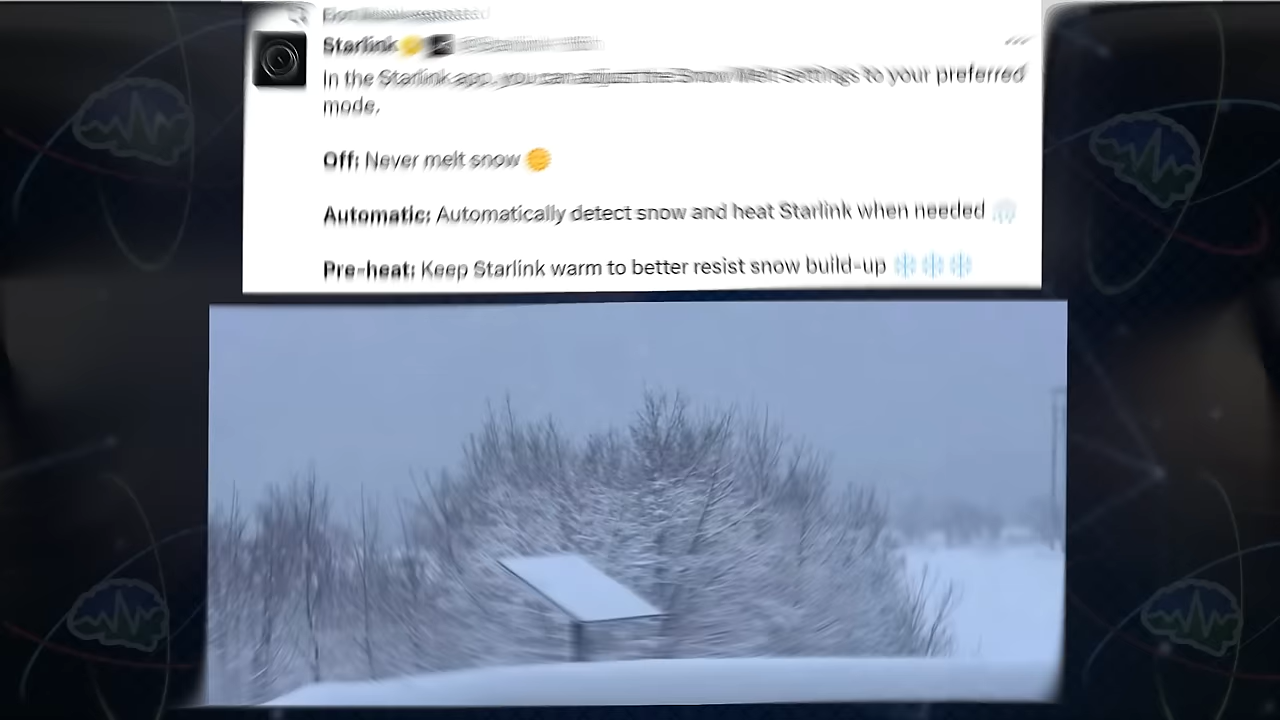 Starlink
In the Starlink app, you can adjust the Snow Melt settings to your preferred
mode.
Off: Never melt snow
Automatic: Automatically detect snow and heat Starlink when needed
Pre-heat: Keep Starlink warm to better resist snow build-up